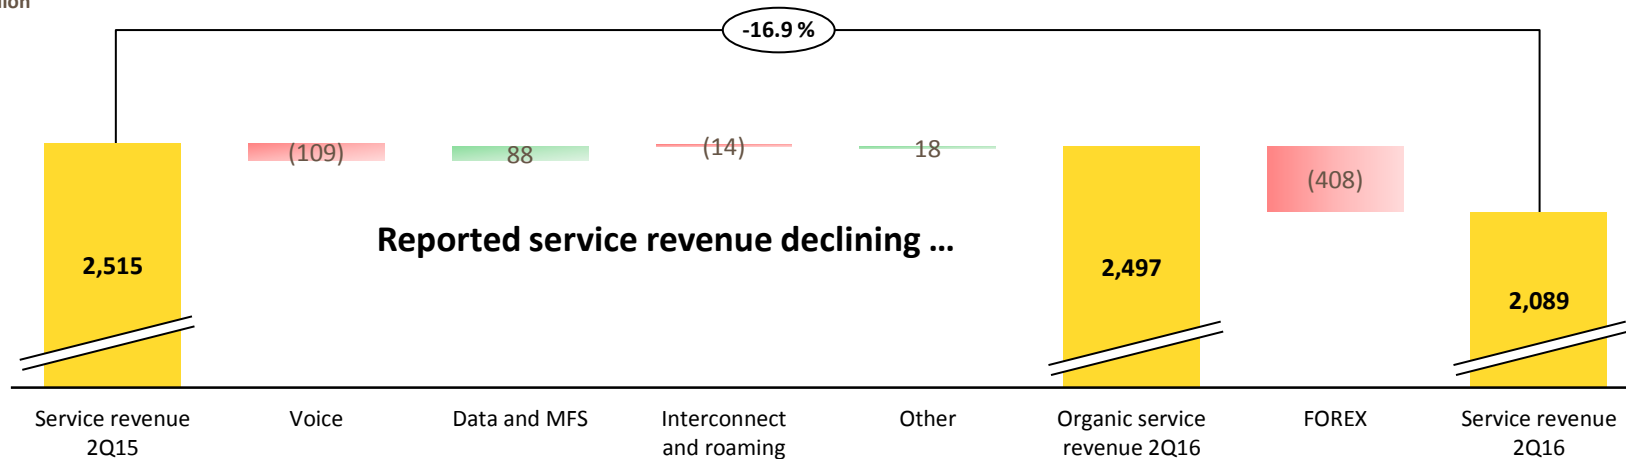 -16.9 %
(109)
88
(14)
18
(408)
Reported service revenue declining ...
2,515
2,497
2,089
Service revenue
2Q15
Voice
Data and MFS
Interconnect
and roaming
Other
Organic service
revenue 2Q16
FOREX
Service revenue
2Q16